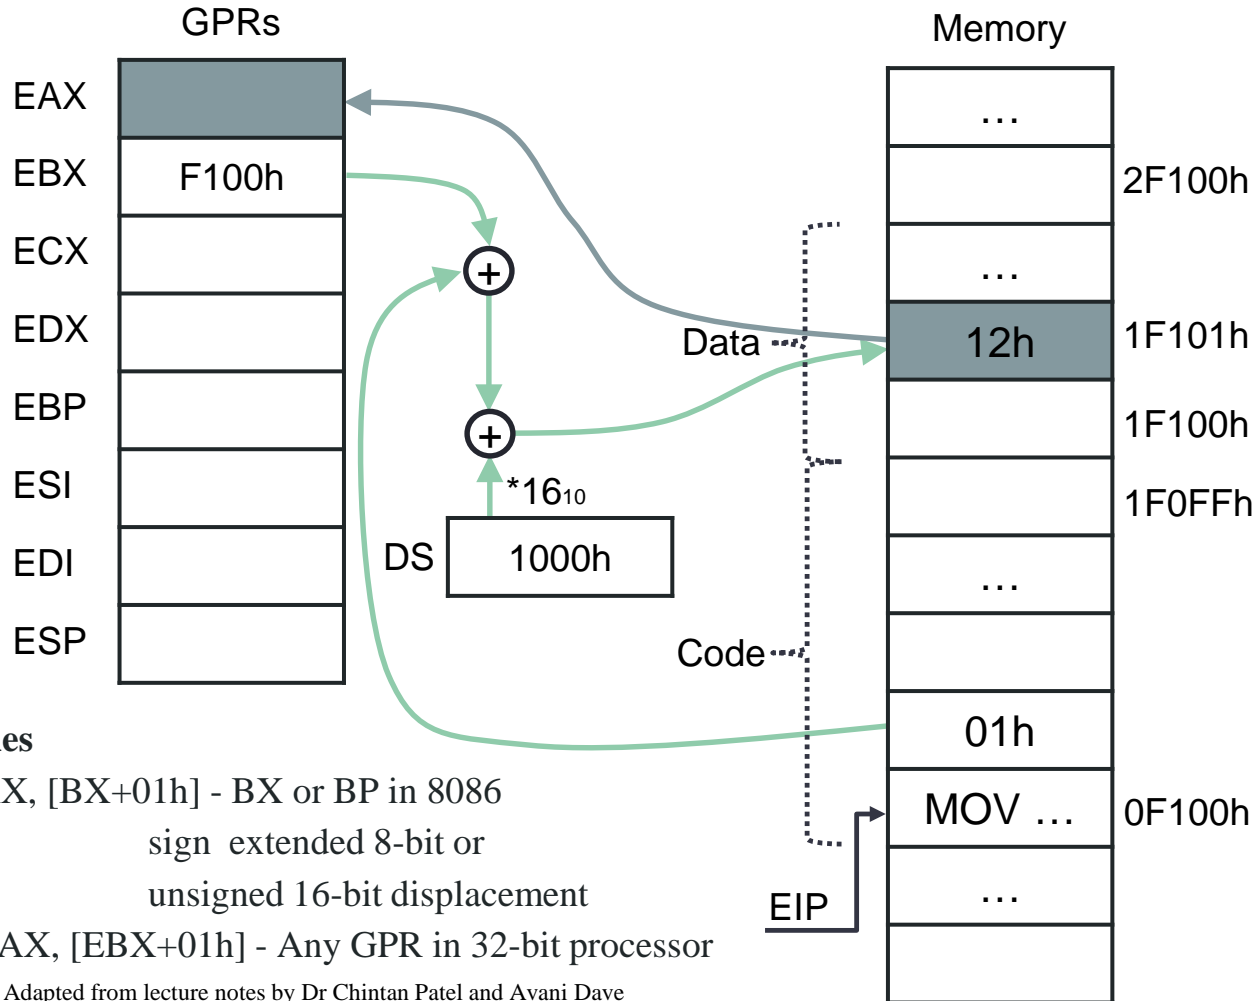 GPRs
Memory
EAX
EBX
ECX
EDX
EBP
ESI
EDI
ESP
F100h
+
+
*1610
DS
1000h
Data
Code
EIP
…
…
12h
…
01h
MOV …
…
2F100h
1F101h
1F100h
1F0FFh
0F100h
es
X, [BX+01h] - BX or BP in 8086
sign extended 8-bit or
unsigned 16-bit displacement
AX, [EBX+01h] - Any GPR in 32-bit processor
Adapted from lecture notes by Dr Chintan Patel and Avani Dave